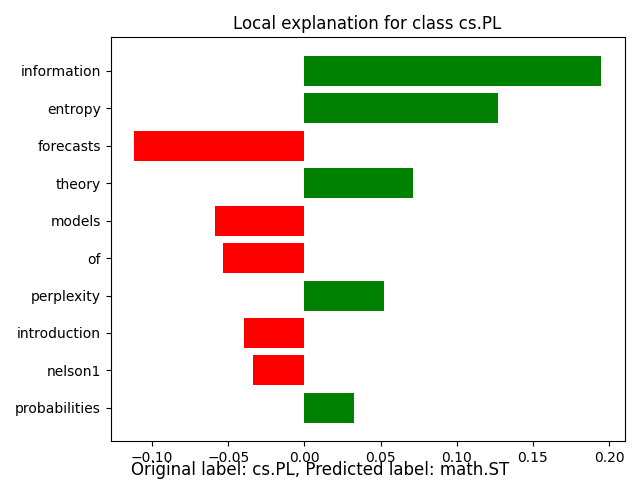 Local explanation for class cs.PL
information
entropy
forecasts
theory
models
of
perplexity
introduction
nelson1
probabilities
−0.10 −0.05 0.00 0.05 0.10 0.15 0.20
Original label: cs.PL, Predicted label: math.ST